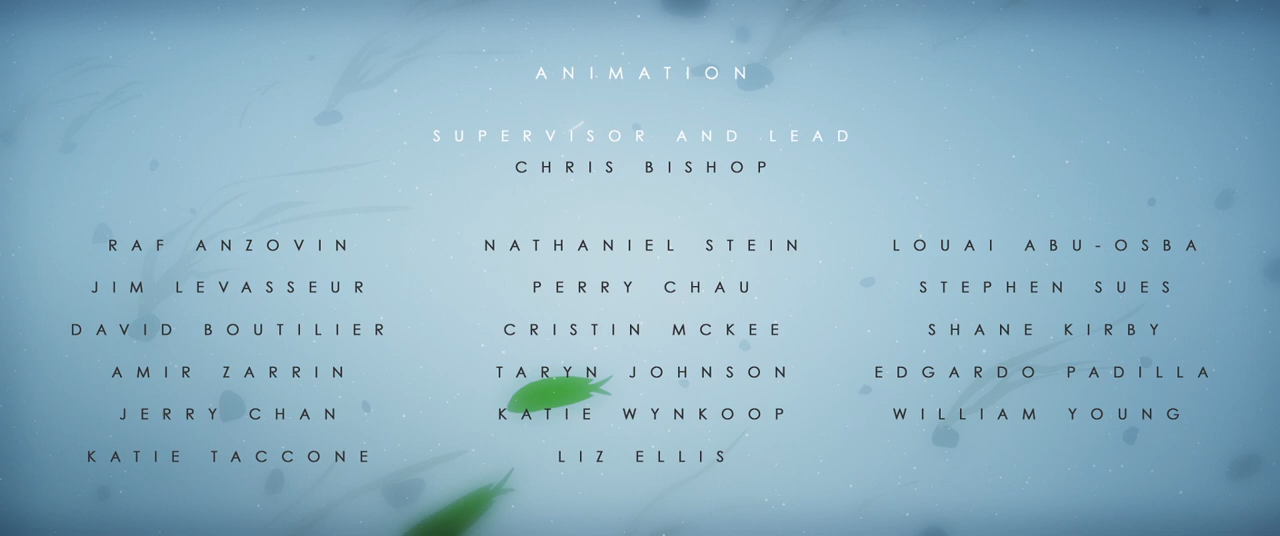 ANIMATION
SUPERVISOR AND LEAD
CHRIS BISHOP
RAF ANZOVIN NATHANIEL STEIN LOUAI ABU-OSBA
JIM LEVASSEUR PERRY CHAU STEPHEN SUES
DAVID BOUTILIER CRISTIN MCKEE SHANE KIRBY
AMIR ZARRIN TARYN JOHNSON EDGARDO PADILLA
JERRY CHAN KATIE WYNKOOP WILLIAM YOUNG
KATIE TACCONE LIZ ELLIS